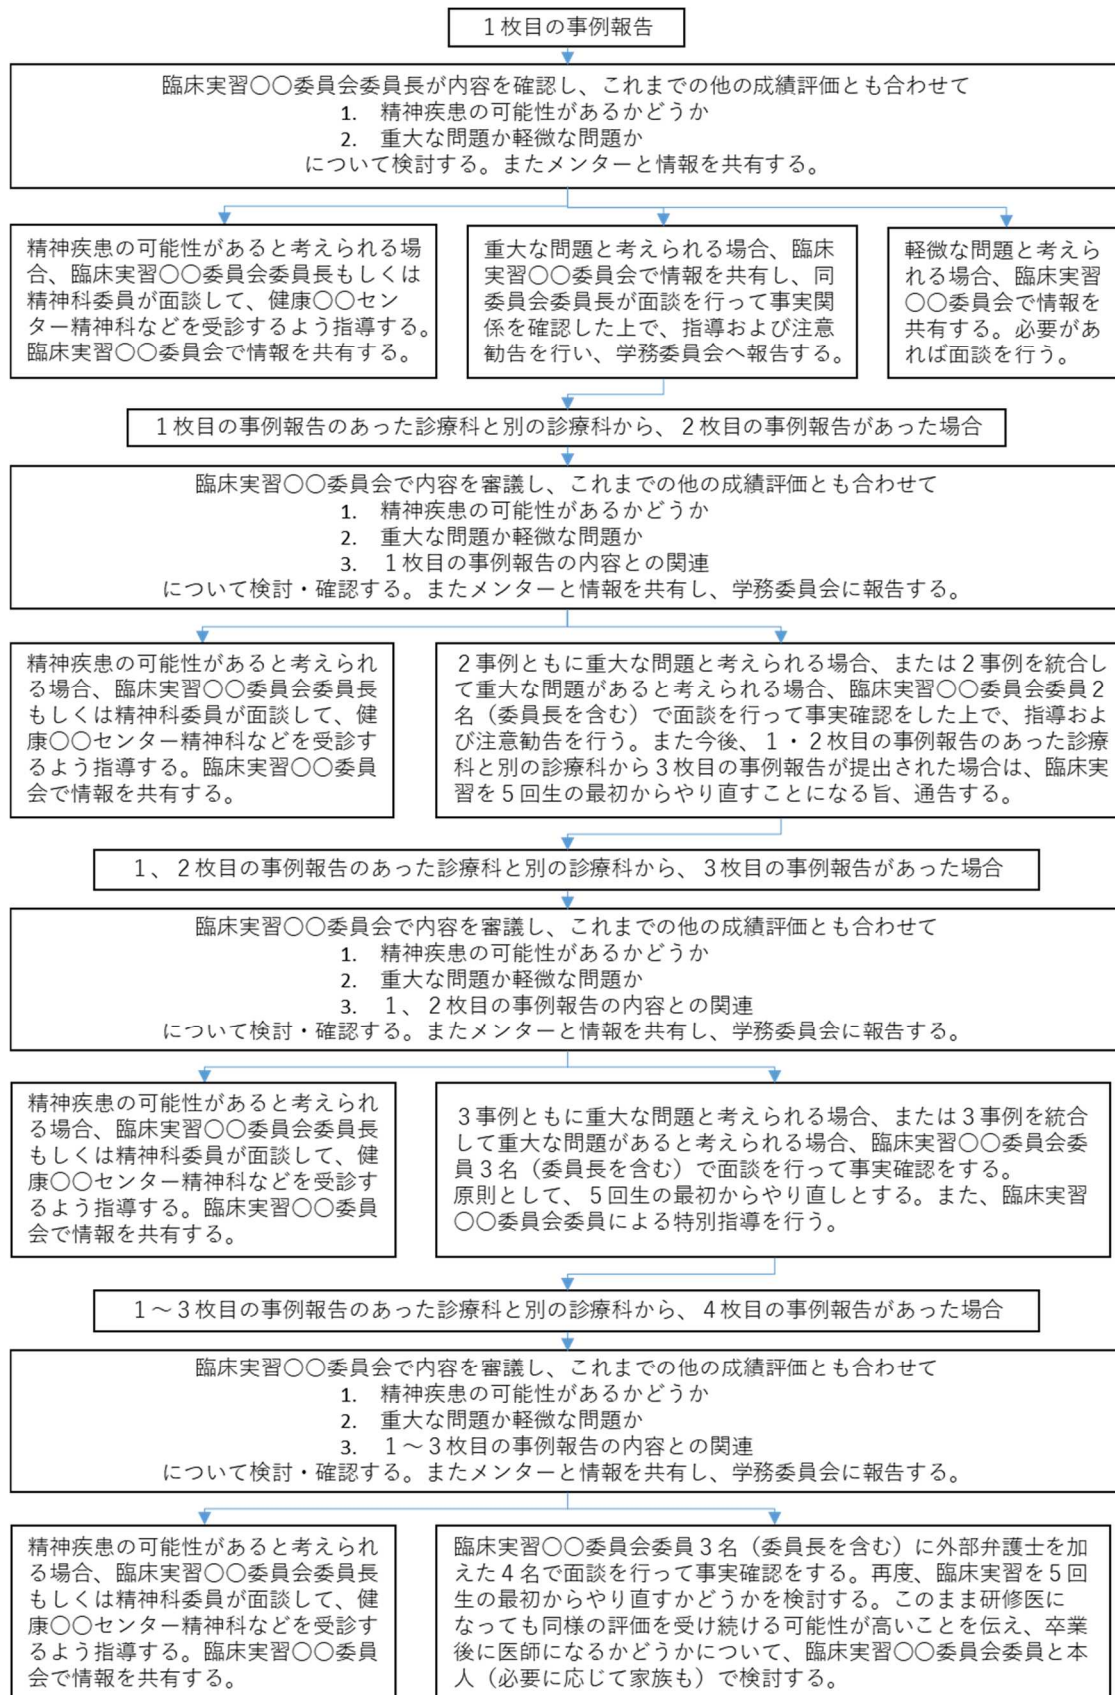 １枚目の事例報告
臨床実習〇〇委員会委員長が内容を確認し、これまでの他の成績評価とも合わせて
1. 精神疾患の可能性があるかどうか
2. 重大な問題か軽微な問題か
について検討する。またメンターと情報を共有する。
精神疾患の可能性があると考えられる場
合、臨床実習〇〇委員会委員長もしくは
精神科委員が面談して、健康〇〇セン
ター精神科などを受診するよう指導する。
臨床実習〇〇委員会で情報を共有する。
重大な問題と考えられる場合、臨床
実習〇〇委員会で情報を共有し、同
委員会委員長が面談を行って事実関
係を確認した上で、指導および注意
勧告を行い、学務委員会へ報告する。
軽微な問題と考えら
れる場合、臨床実習
〇〇委員会で情報を
共有する。必要があ
れば面談を行う。
１枚目の事例報告のあった診療科と別の診療科から、２枚目の事例報告があった場合
臨床実習〇〇委員会で内容を審議し、これまでの他の成績評価とも合わせて
1. 精神疾患の可能性があるかどうか
2. 重大な問題か軽微な問題か
3. １枚目の事例報告の内容との関連
について検討・確認する。またメンターと情報を共有し、学務委員会に報告する。
精神疾患の可能性があると考えられ
る場合、臨床実習〇〇委員会委員長
もしくは精神科委員が面談して、健
康〇〇センター精神科などを受診す
るよう指導する。臨床実習〇〇委員
会で情報を共有する。
２事例ともに重大な問題と考えられる場合、または２事例を統合し
て重大な問題があると考えられる場合、臨床実習〇〇委員会委員２
名（委員長を含む）で面談を行って事実確認をした上で、指導およ
び注意勧告を行う。また今後、１・２枚目の事例報告のあった診療
科と別の診療科から３枚目の事例報告が提出された場合は、臨床実
習を５回生の最初からやり直すことになる旨、通告する。
１、２枚目の事例報告のあった診療科と別の診療科から、３枚目の事例報告があった場合
臨床実習〇〇委員会で内容を審議し、これまでの他の成績評価とも合わせて
1. 精神疾患の可能性があるかどうか
2. 重大な問題か軽微な問題か
3. １、２枚目の事例報告の内容との関連
について検討・確認する。またメンターと情報を共有し、学務委員会に報告する。
精神疾患の可能性があると考えられ
る場合、臨床実習〇〇委員会委員長
もしくは精神科委員が面談して、健
康〇〇センター精神科などを受診す
るよう指導する。臨床実習〇〇委員
会で情報を共有する。
３事例ともに重大な問題と考えられる場合、または３事例を統合
して重大な問題があると考えられる場合、臨床実習〇〇委員会委
員３名（委員長を含む）で面談を行って事実確認をする。
原則として、５回生の最初からやり直しとする。また、臨床実習
〇〇委員会委員による特別指導を行う。
１～３枚目の事例報告のあった診療科と別の診療科から、４枚目の事例報告があった場合
臨床実習〇〇委員会で内容を審議し、これまでの他の成績評価とも合わせて
1. 精神疾患の可能性があるかどうか
2. 重大な問題か軽微な問題か
3. １～３枚目の事例報告の内容との関連
について検討・確認する。またメンターと情報を共有し、学務委員会に報告する。
精神疾患の可能性があると考えられ
る場合、臨床実習〇〇委員会委員長
もしくは精神科委員が面談して、健
康〇〇センター精神科などを受診す
るよう指導する。臨床実習〇〇委員
会で情報を共有する。
臨床実習〇〇委員会委員３名（委員長を含む）に外部弁護士を加
えた４名で面談を行って事実確認をする。再度、臨床実習を５回
生の最初からやり直すかどうかを検討する。このまま研修医に
なっても同様の評価を受け続ける可能性が高いことを伝え、卒業
後に医師になるかどうかについて、臨床実習〇〇委員会委員と本
人（必要に応じて家族も）で検討する。